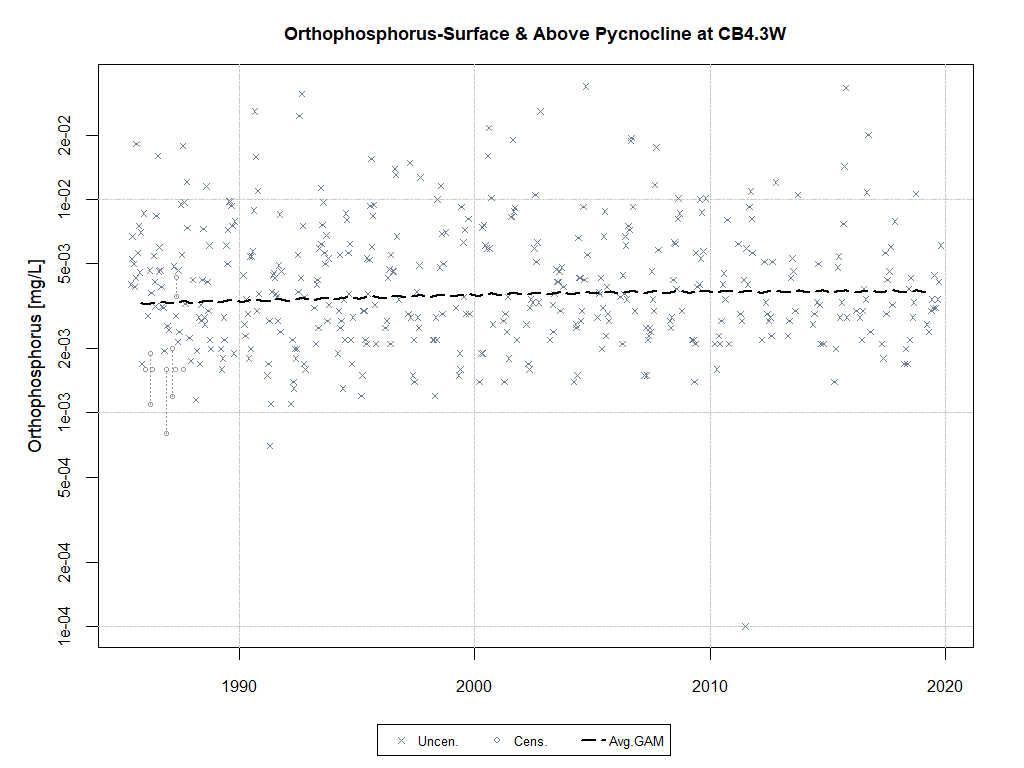 Orthophosphorus-Surface & Above Pycnocline at CB4.3W
Orthophosphorus [mg/L]
2e-02
1e-02
5e-03
2e-03
1e-03
5e-04
2e-04
1e-04
1990 2000 2010 2020
Uncen. Cens. Avg.GAM